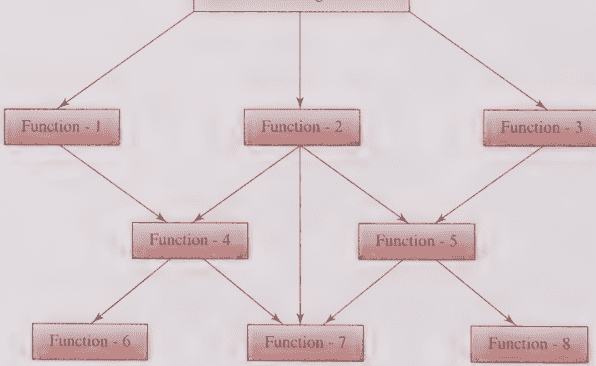 Function - 1
Function - 2
Function - 3
Function - 4
Function - 5
Function - 6
Function - 7
Function - 8